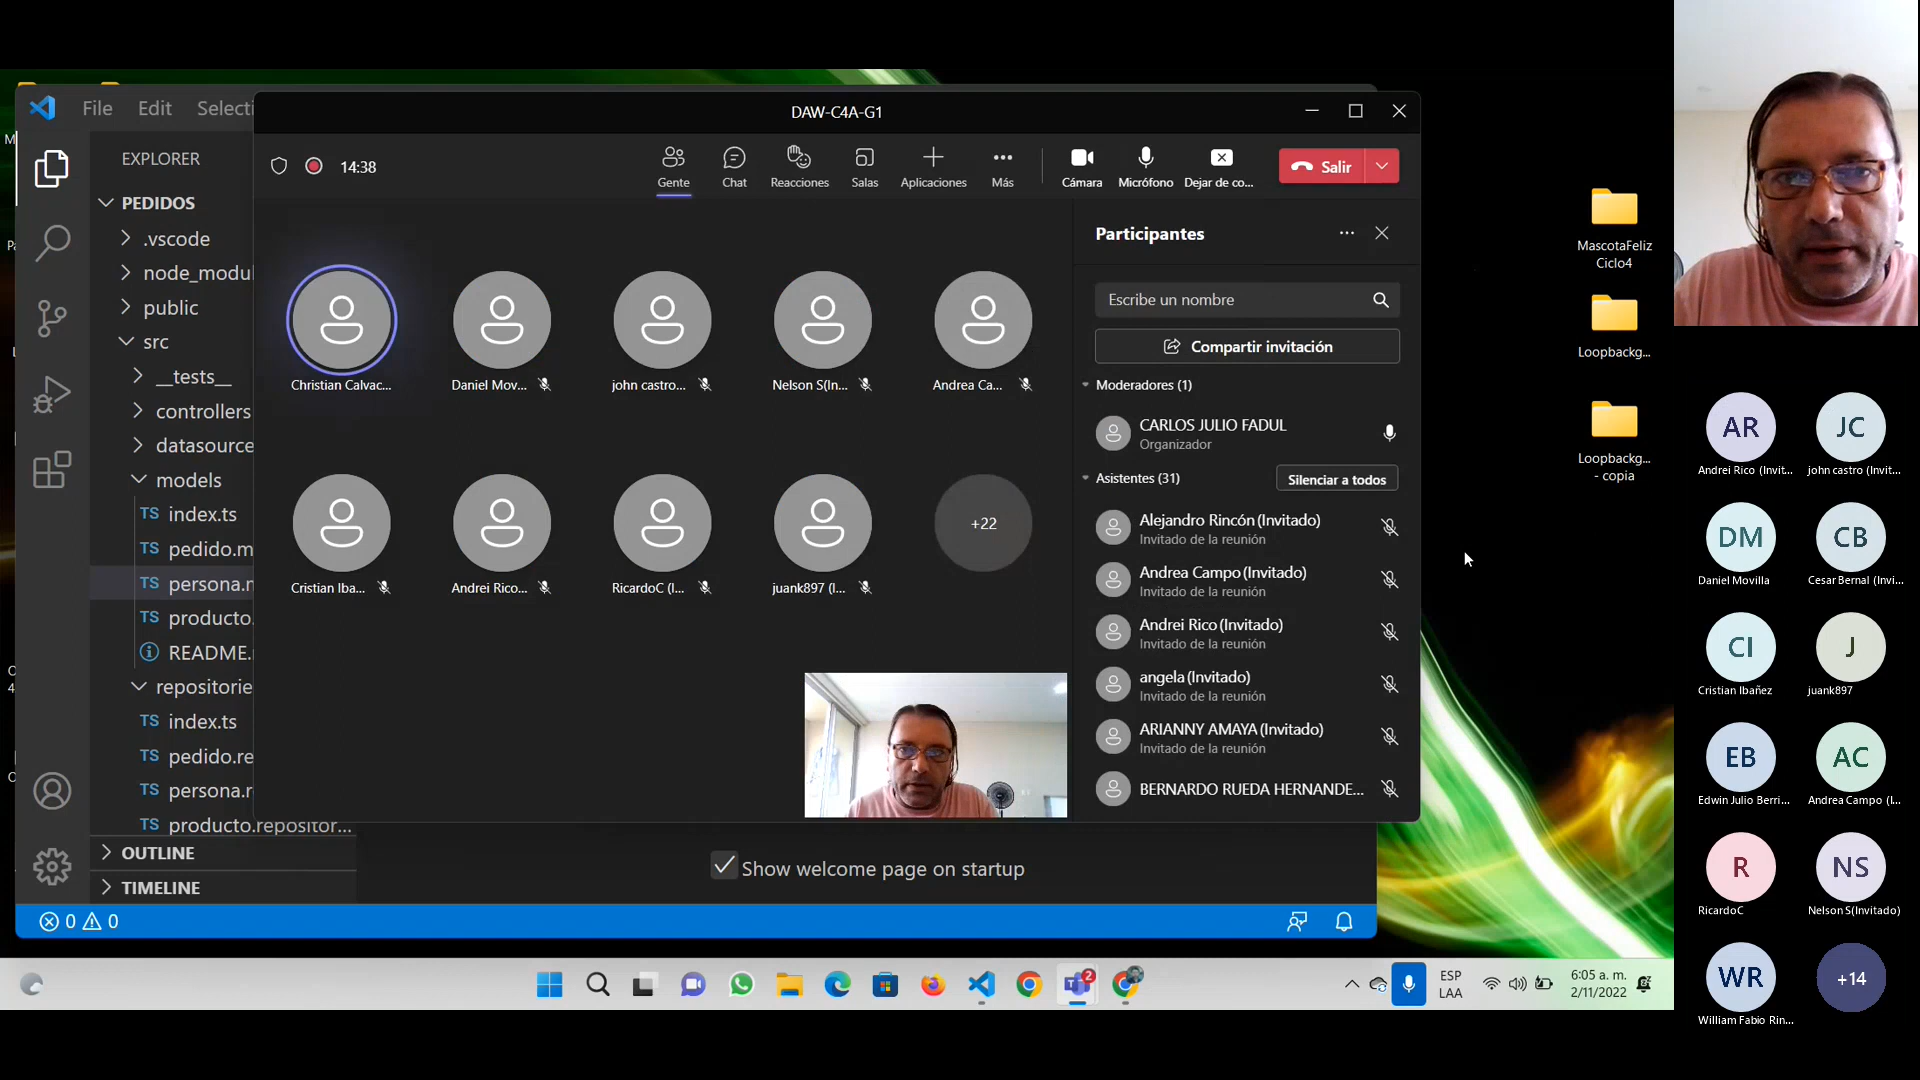 File Edit Selecti
EXPLORER
PEDIDOS
.vscode
node_modul
public
src
__tests__
controllers
datasource
models
TS index.ts
TS pedido.m
TS persona.m
TS producto.
README.
repositorie
TS index.ts
TS pedido.re
TS persona.r
TS producto.repositor...
OUTLINE
TIMELINE
0 0
Show welcome page on startup
DAW-C4A-G1
14:38
Gente
Chat
Reacciones
Salas
Aplicaciones
Más
Cámara
Micrófono
Dejar de co...
Salir
Christian Calvac...
Daniel Mov...
john castro...
Nelson S(In...
Andrea Ca...
+22
Cristian Iba...
Andrei Rico...
RicardoC (I...
juank897 (I...
Participantes
Escribe un nombre
Compartir invitación
Moderadores (1)
CARLOS JULIO FADUL
Organizador
Asistentes (31)
Silenciar a todos
Alejandro Rincón (Invitado)
Invitado de la reunión
Andrea Campo (Invitado)
Invitado de la reunión
Andrei Rico (Invitado)
Invitado de la reunión
angela (Invitado)
Invitado de la reunión
ARIANNY AMAYA (Invitado)
Invitado de la reunión
BERNARDO RUEDA HERNANDE...
MascotaFeliz
Ciclo4
Loopbackg...
Loopbackg...
- copia
2
ESP
LAA
6:05 a. m.
2/11/2022
AR
Andrei Rico (Invit...
JC
john castro (Invit...
DM
Daniel Movilla
CB
Cesar Bernal (Invi...
CI
Cristian Ibañez
J
juank897
EB
Edwin Julio Berri...
AC
Andrea Campo (I...
R
RicardoC
NS
Nelson S(Invitado)
WR
William Fabio Rin...
+14